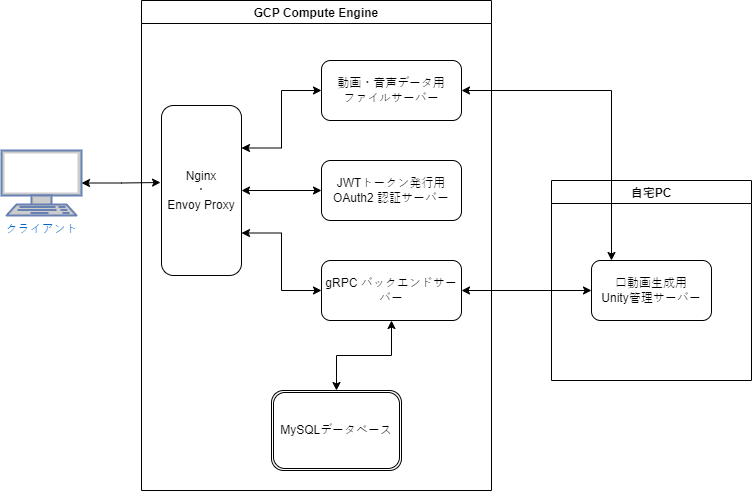 GCP Compute Engine
動画・音声データ用
ファイルサーバー
Nginx
・
Envoy Proxy
JWTトークン発行用
OAuth2 認証サーバー
クライアント
自宅PC
gRPC バックエンドサー
バー
口動画生成用
Unity管理サーバー
MySQLデータベース